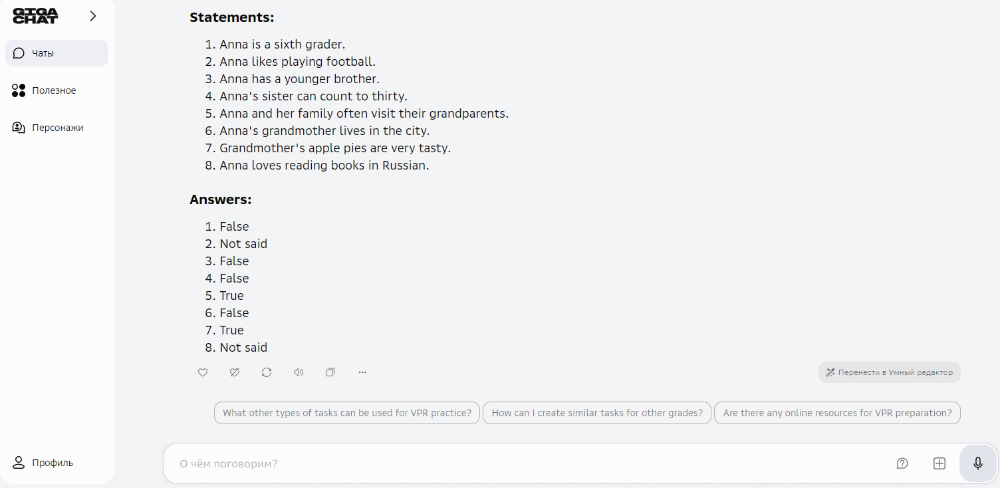 GIGA
CHAT
Чаты
Полезное
Персонажи
Профиль
Statements:
1. Anna is a sixth grader.
2. Anna likes playing football.
3. Anna has a younger brother.
4. Anna's sister can count to thirty.
5. Anna and her family often visit their grandparents.
6. Anna's grandmother lives in the city.
7. Grandmother's apple pies are very tasty.
8. Anna loves reading books in Russian.
Answers:
1. False
2. Not said
3. False
4. False
5. True
6. False
7. True
8. Not said
Перенести в Умный редактор
What other types of tasks can be used for VPR practice?
How can I create similar tasks for other grades?
Are there any online resources for VPR preparation?
О чём поговорим?